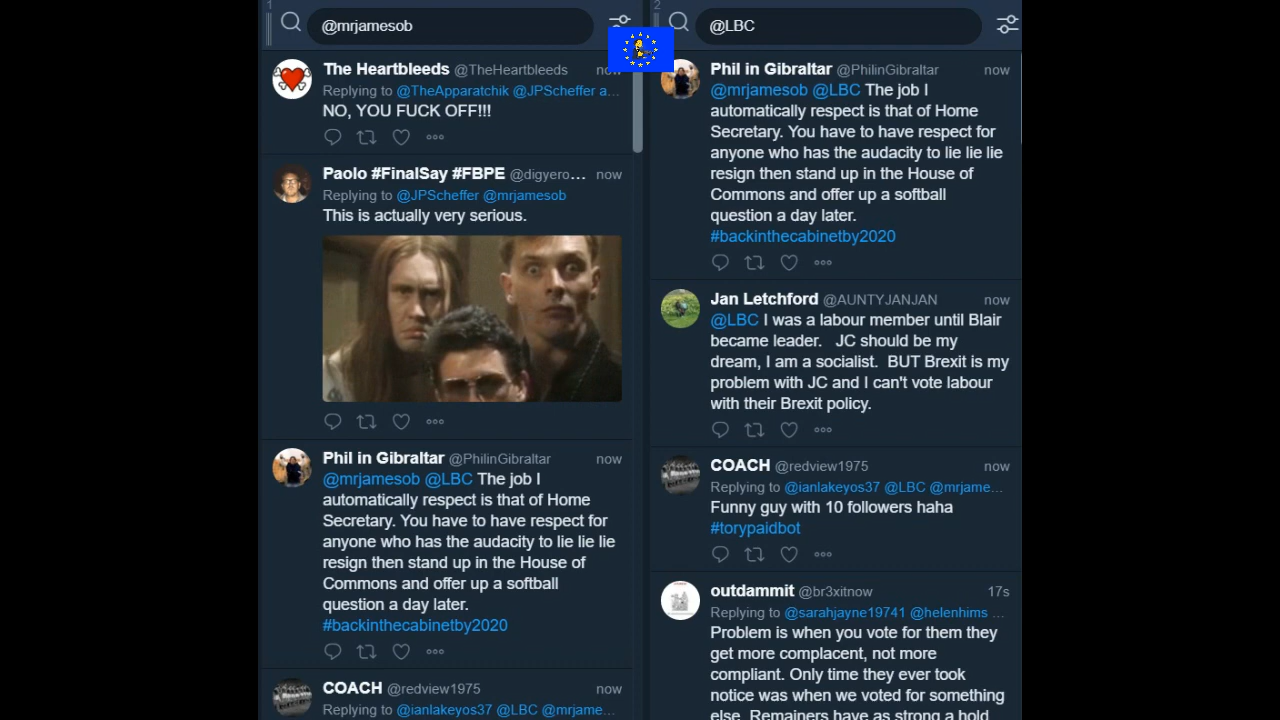 1
@mrjamesob
The Heartbleeds @TheHeartbleeds now
Replying to @TheApparatchik @JPScheffer a...
NO, YOU FUCK OFF!!!
Paolo #FinalSay #FBPE @digyero... now
Replying to @JPScheffer @mrjamesob
This is actually very serious.
Phil in Gibraltar @PhilinGibraltar now
@mrjamesob @LBC The job I
automatically respect is that of Home
Secretary. You have to have respect for
anyone who has the audacity to lie lie lie
resign then stand up in the House of
Commons and offer up a softball
question a day later.
#backinthecabinetby2020
COACH @redview1975 now
Replying to @ianlakeyos37 @LBC @mrjame...
2
@LBC
Phil in Gibraltar @PhilinGibraltar now
@mrjamesob @LBC The job I
automatically respect is that of Home
Secretary. You have to have respect for
anyone who has the audacity to lie lie lie
resign then stand up in the House of
Commons and offer up a softball
question a day later.
#backinthecabinetby2020
Jan Letchford @AUNTYJANJAN now
@LBC I was a labour member until Blair
became leader. JC should be my
dream, I am a socialist. BUT Brexit is my
problem with JC and I can't vote labour
with their Brexit policy.
COACH @redview1975 now
Replying to @ianlakeyos37 @LBC @mrjame...
Funny guy with 10 followers haha
#torypaidbot
outdammit @br3xitnow 17s
Replying to @sarahjayne19741 @helenhims ...
Problem is when you vote for them they
get more complacent, not more
compliant. Only time they ever took
notice was when we voted for something
else. Remainers have as strong a hold